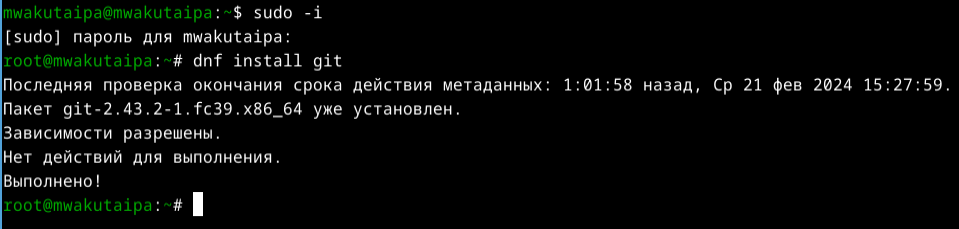 mwakutaipa@mwakutaipa:~$ sudo -i
[sudo] пароль для mwakutaipa:
root@mwakutaipa:~# dnf install git
Последняя проверка окончания срока действия метаданных: 1:01:58 назад, Ср 21 фев 2024 15:27:59.
Пакет git-2.43.2-1.fc39.x86_64 уже установлен.
Зависимости разрешены.
Нет действий для выполнения.
Выполнено!
root@mwakutaipa:~#